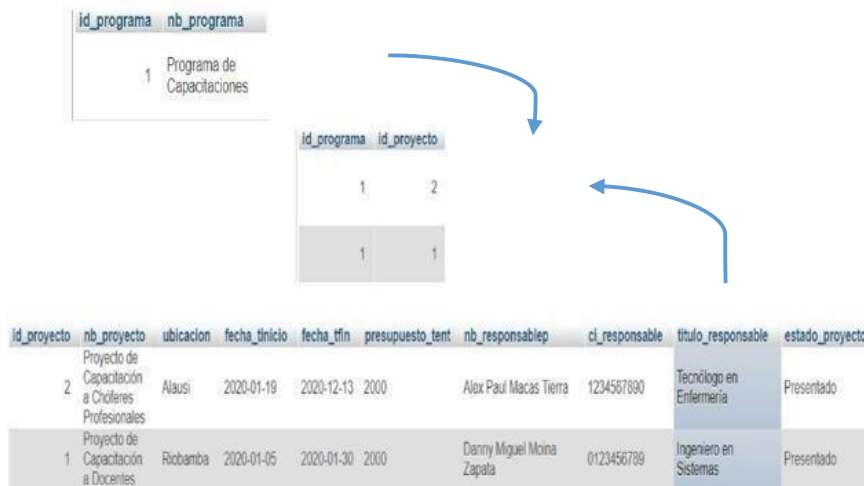 id_programa nb_programa
1 Programa de
Capacitaciones
id_programa id_proyecto
1 2
1 1
id_proyecto nb_proyecto ubicacion fecha_tinicio fecha_tfin presupuesto_tent nb_responsablep ci_responsable titulo_responsable estado_proyecto
Proyecto de
Capacitación
a Chóferes
Profesionales
2 Alausi 2020-01-19 2020-12-13 2000 Alex Paul Macas Tierra 1234567890 Tecnólogo en
Enfermería Presentado
Proyecto de
Capacitación
a Docentes
1 Riobamba 2020-01-05 2020-01-30 2000 Danny Miguel Moina
Zapata 0123456789 Ingeniero en
Sistemas Presentado